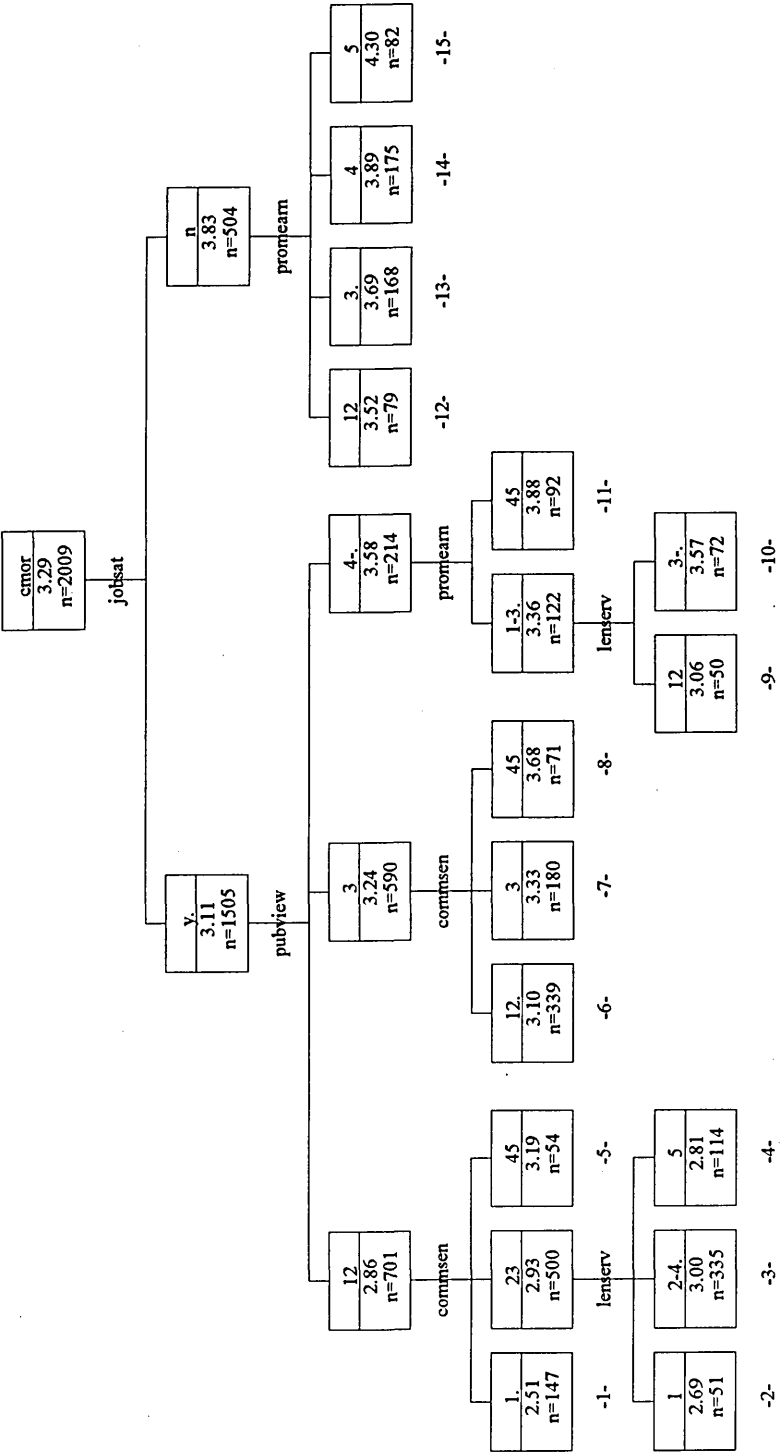 cmor
3.29
n=2009
jobsat
y.
3.11
n=1505
n
3.83
n=504
pubview
promearn
12
2.86
n=701
3
3.24
n=590
4-.
3.58
n=214
12
3.52
n=79
3.
3.69
n=168
4
3.89
n=175
5
4.30
n=82
commsen
commsen
promearn
-12-
-13-
-14-
-15-
1.
2.51
n=147
23
2.93
n=500
45
3.19
n=54
12.
3.10
n=339
3
3.33
n=180
45
3.68
n=71
1-3.
3.36
n=122
45
3.88
n=92
-1-
lenserv
-5-
-6-
-7-
-8-
lenserv
-11-
1
2.69
n=51
2-4.
3.00
n=335
5
2.81
n=114
12
3.06
n=50
3-.
3.57
n=72
-2-
-3-
-4-
-9-
-10-